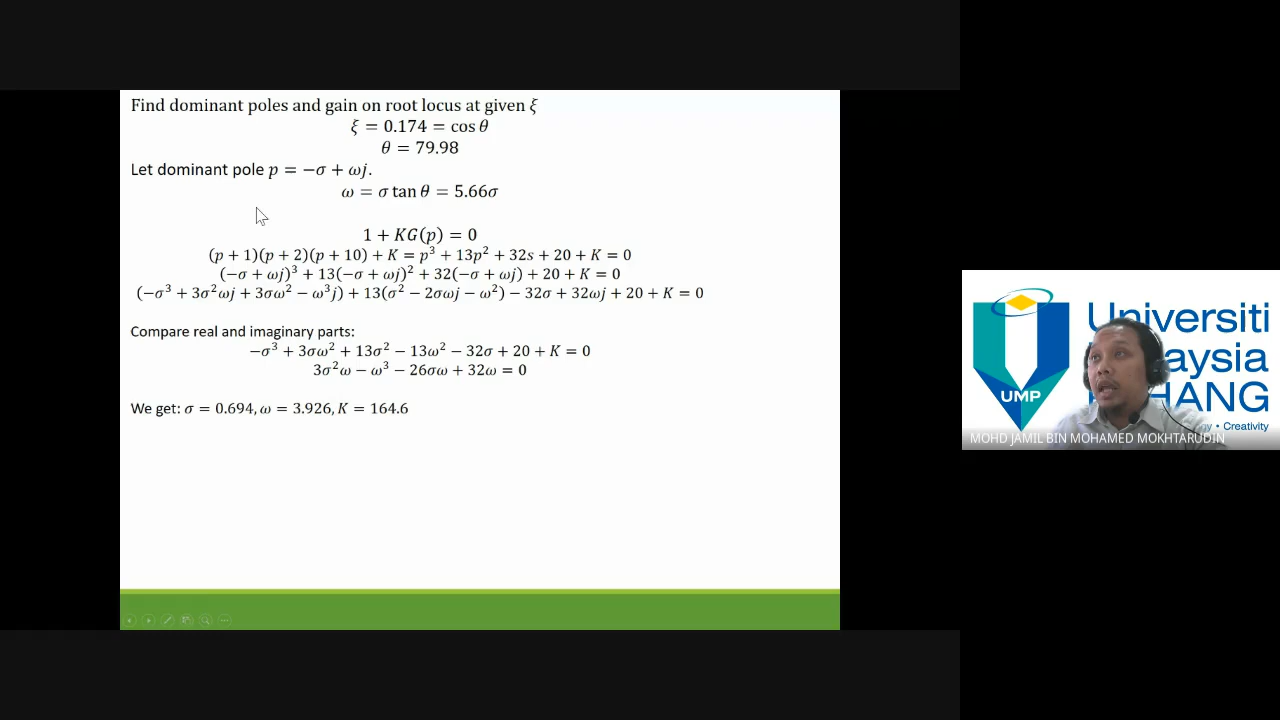 Find dominant poles and gain on root locus at given ξ
ξ = 0.174 = cos θ
θ = 79.98
Let dominant pole p = −σ + ωj.
ω = σ tan θ = 5.66σ
1 + KG(p) = 0
(p + 1)(p + 2)(p + 10) + K = p³ + 13p² + 32s + 20 + K = 0
(−σ + ωj)³ + 13(−σ + ωj)² + 32(−σ + ωj) + 20 + K = 0
(−σ³ + 3σ²ωj + 3σω² − ω³j) + 13(σ² − 2σωj − ω²) − 32σ + 32ωj + 20 + K = 0
Compare real and imaginary parts:
−σ³ + 3σω² + 13σ² − 13ω² − 32σ + 20 + K = 0
3σ²ω − ω³ − 26σω + 32ω = 0
We get: σ = 0.694, ω = 3.926, K = 164.6
Universiti
aysia
HANG
UMP
• Creativity
MOHD JAMIL BIN MOHAMED MOKHTARUDIN